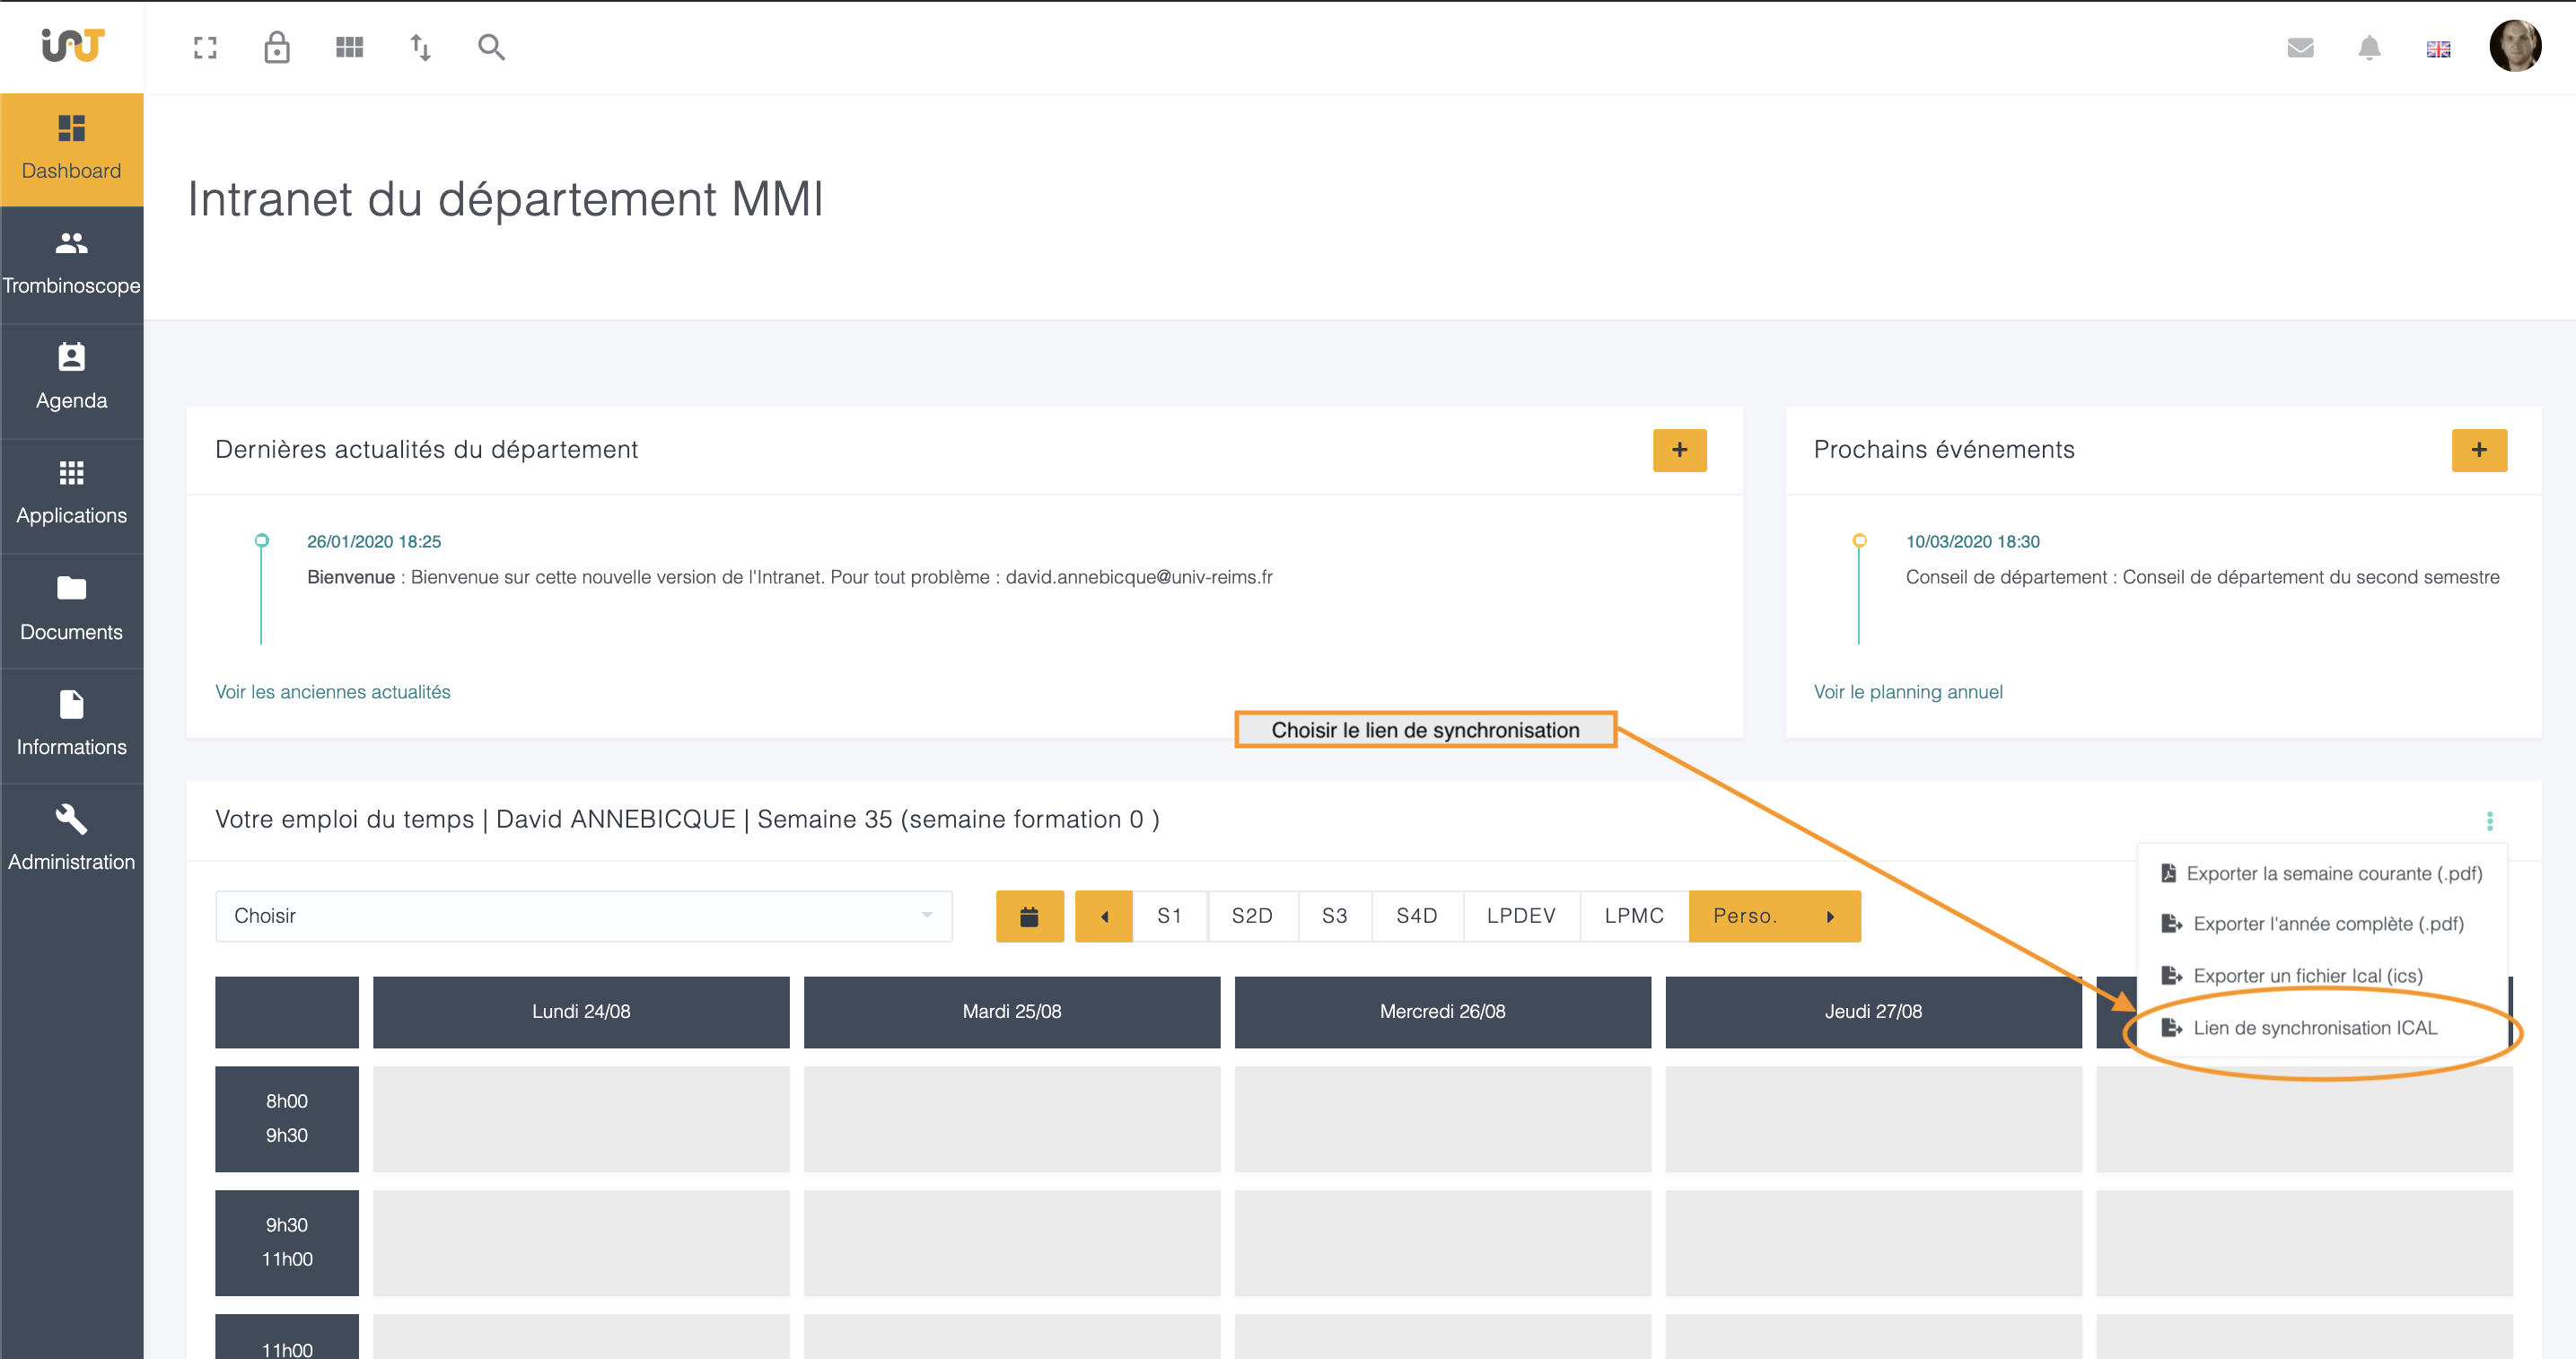 Dashboard
Trombinoscope
Agenda
Applications
Documents
Informations
Administration
Intranet du département MMI
Dernières actualités du département
+
26/01/2020 18:25
Bienvenue : Bienvenue sur cette nouvelle version de l'Intranet. Pour tout problème : david.annebicque@univ-reims.fr
Voir les anciennes actualités
Prochains événements
+
10/03/2020 18:30
Conseil de département : Conseil de département du second semestre
Voir le planning annuel
Choisir le lien de synchronisation
Votre emploi du temps | David ANNEBICQUE | Semaine 35 (semaine formation 0 )
Exporter la semaine courante (.pdf)
Exporter l'année complète (.pdf)
Exporter un fichier Ical (ics)
Lien de synchronisation ICAL
Choisir
S1 S2D S3 S4D LPDEV LPMC Perso.
Lundi 24/08 Mardi 25/08 Mercredi 26/08 Jeudi 27/08
8h00
9h30
9h30
11h00
11h00